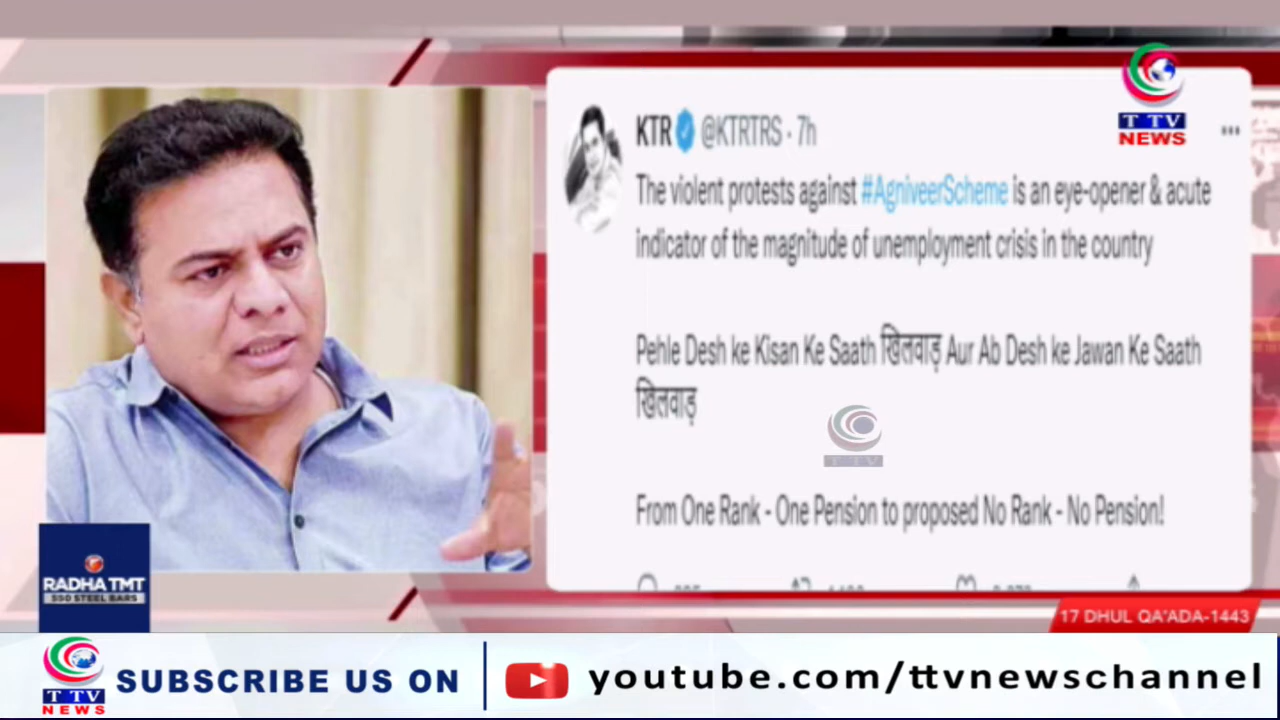 KTR @KTRTRS · 7h
The violent protests against #AgniveerScheme is an eye-opener & acute
indicator of the magnitude of unemployment crisis in the country
Pehle Desh ke Kisan Ke Saath खिलवाड़ Aur Ab Desh ke Jawan Ke Saath
खिलवाड़
From One Rank - One Pension to proposed No Rank - No Pension!
T TV
NEWS
T TV
RADHA TMT
550 STEEL BARS
17 DHUL QA'ADA-1443
T TV
NEWS
SUBSCRIBE US ON
youtube.com/ttvnewschannel